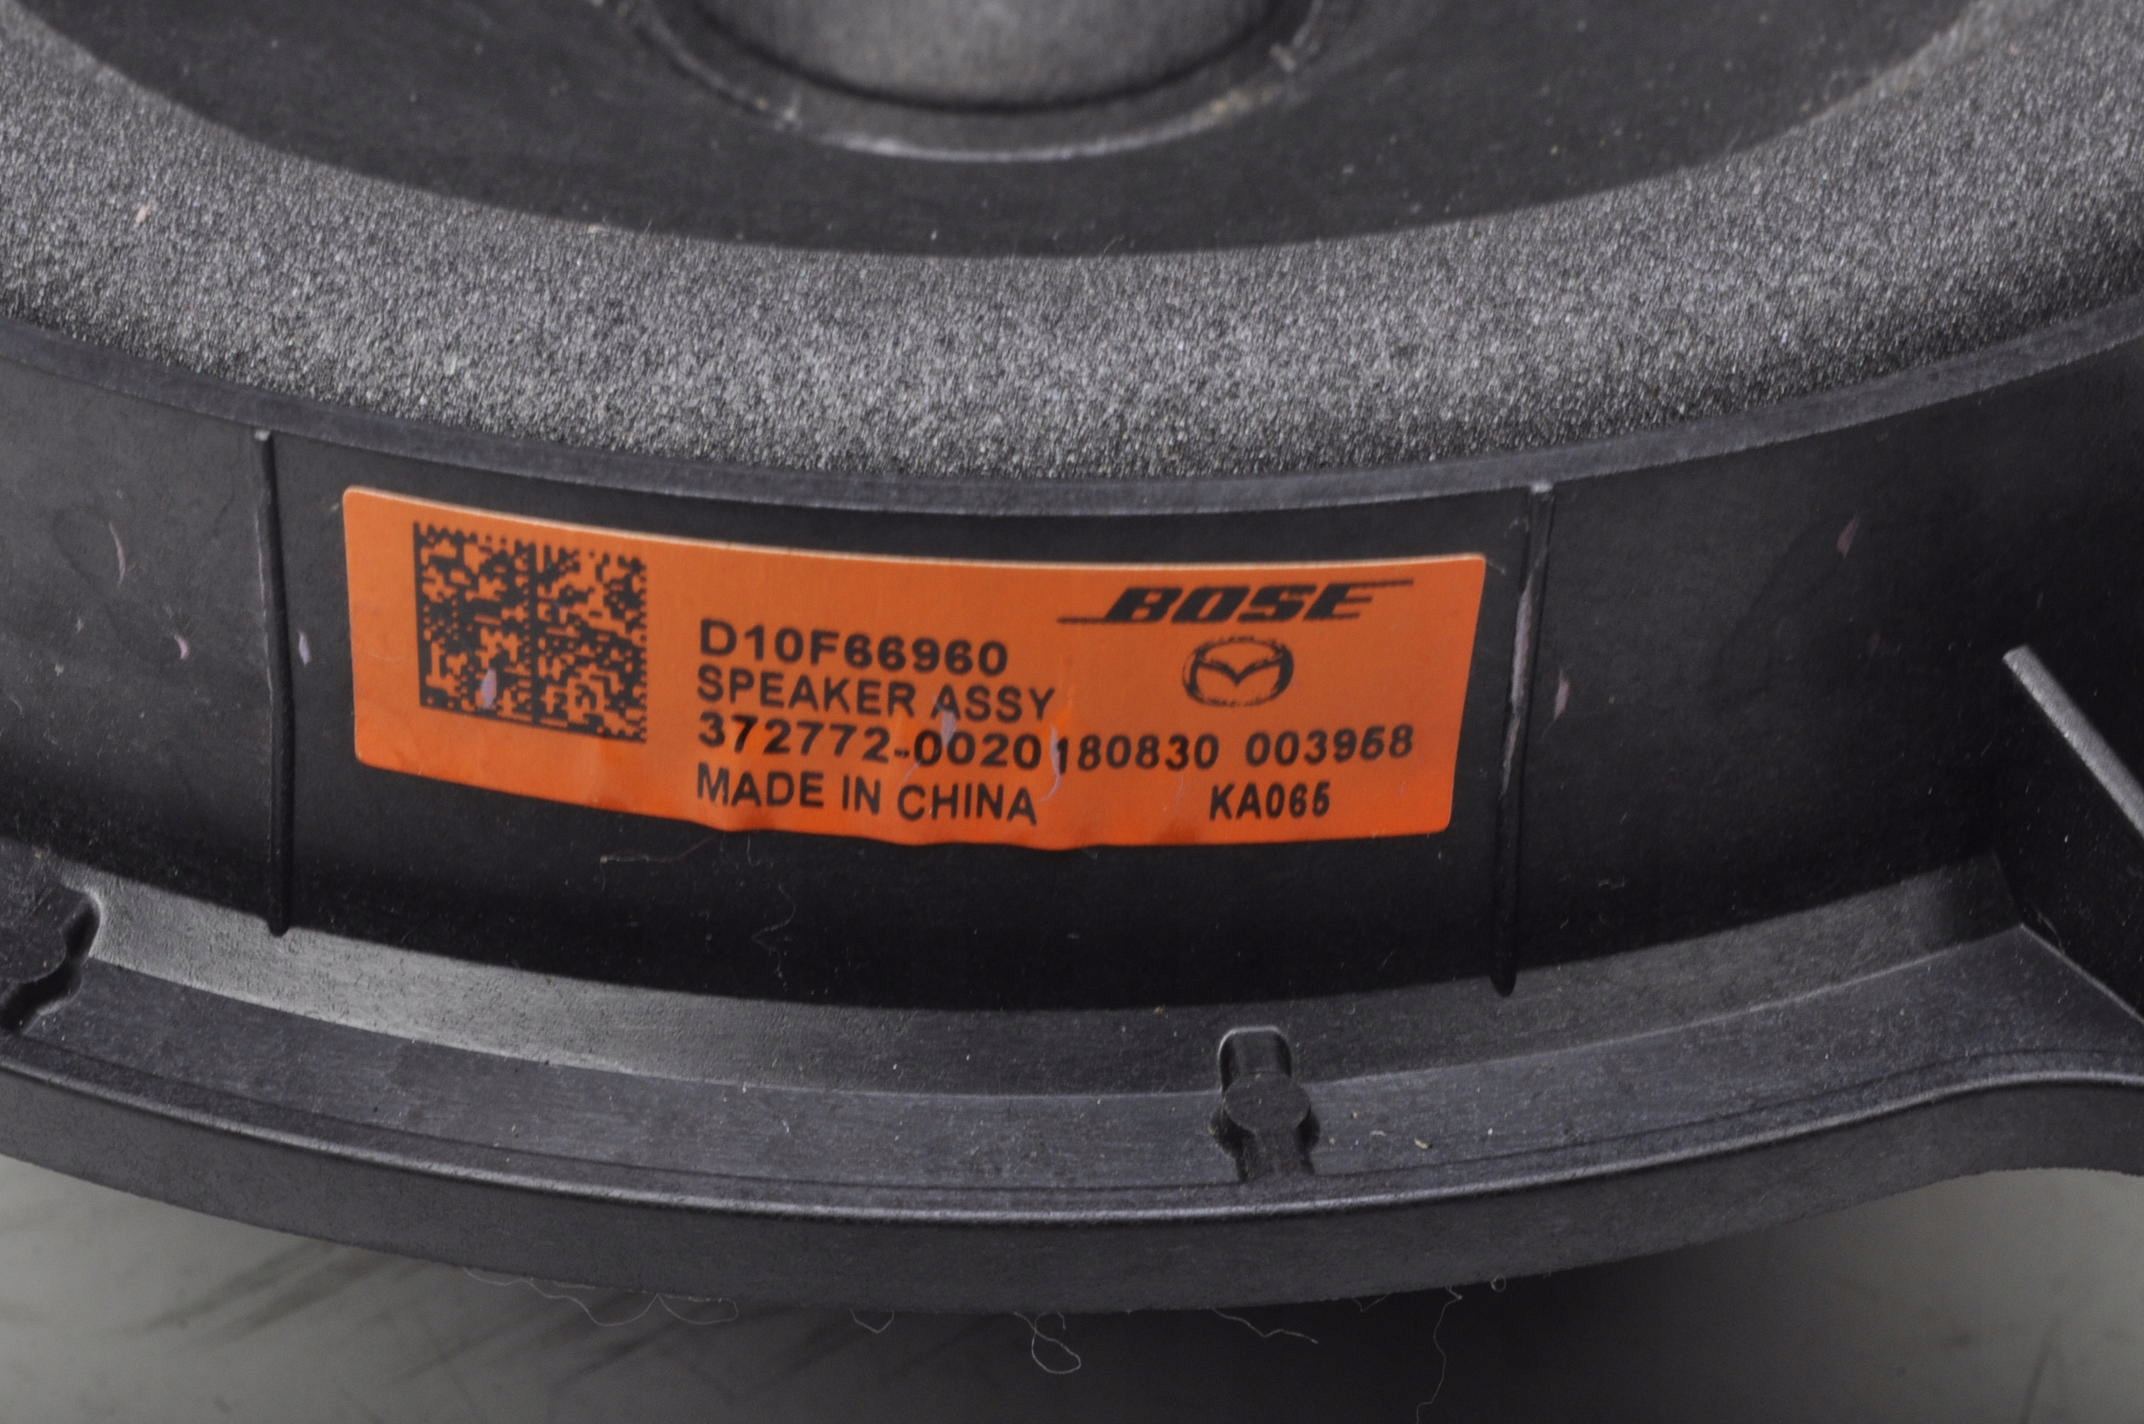 BOSE
D10F66960
SPEAKER ASSY
372772-0020180830 003958
MADE IN CHINA KA065